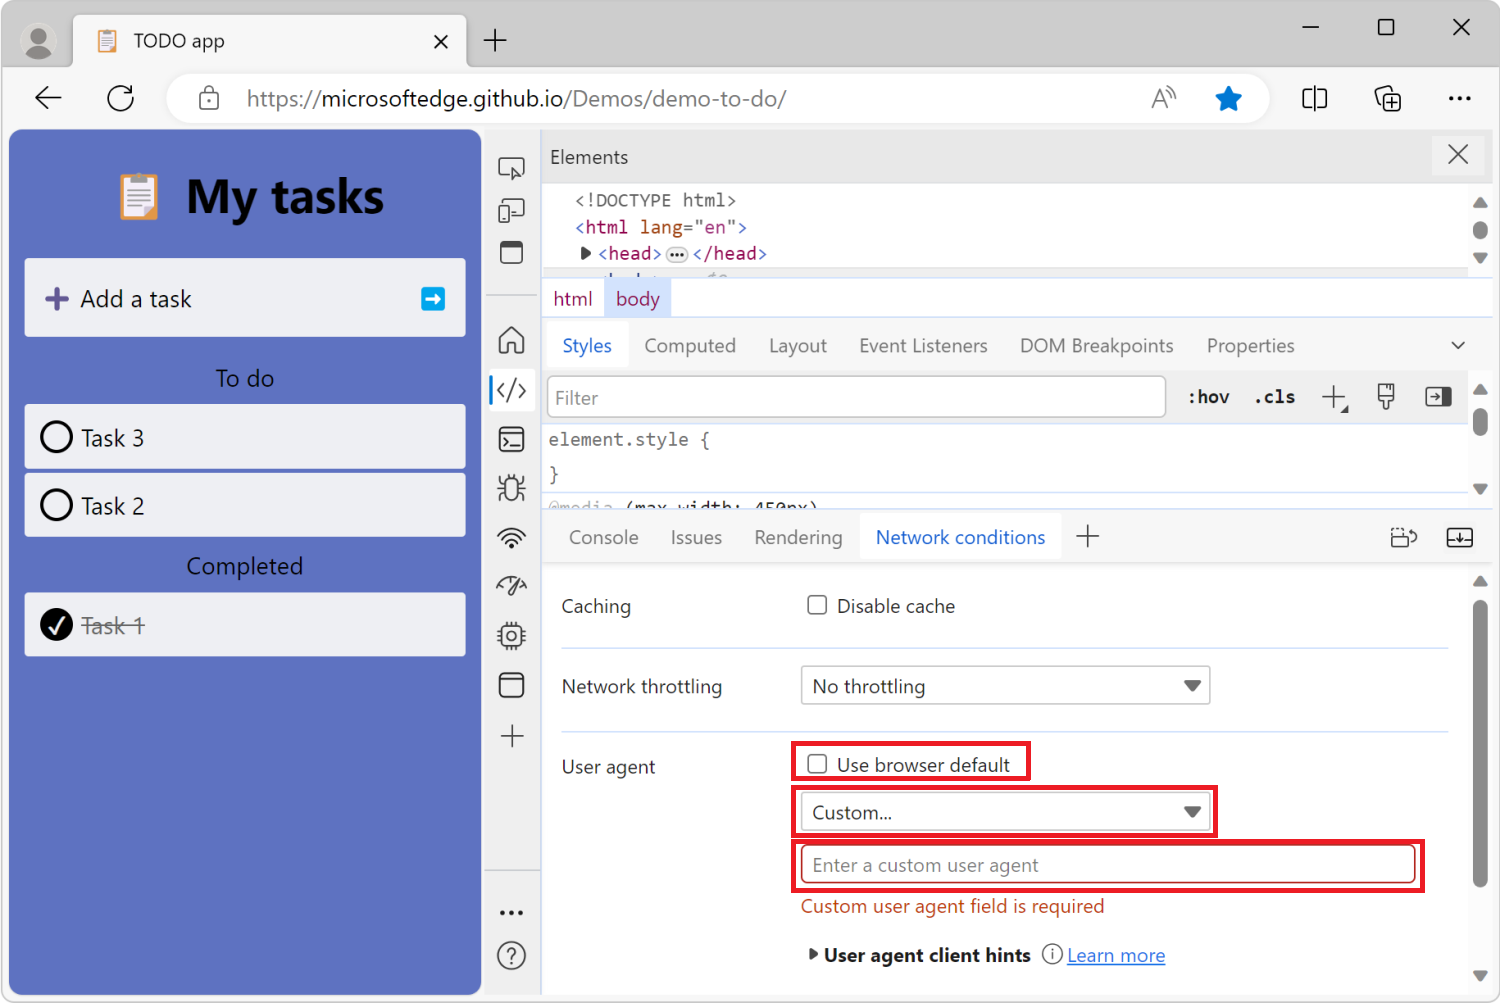 TODO app
https://microsoftedge.github.io/Demos/demo-to-do/
My tasks
Add a task
To do
Task 3
Task 2
Completed
Task 1
Elements
<!DOCTYPE html>
<html lang="en">
<head> ••• </head>
html body
Styles Computed Layout Event Listeners DOM Breakpoints Properties
Filter :hov .cls
element.style {
}
@media (max-width: 450px)
Console Issues Rendering Network conditions
Caching Disable cache
Network throttling No throttling
User agent Use browser default
Custom...
Enter a custom user agent
Custom user agent field is required
User agent client hints Learn more